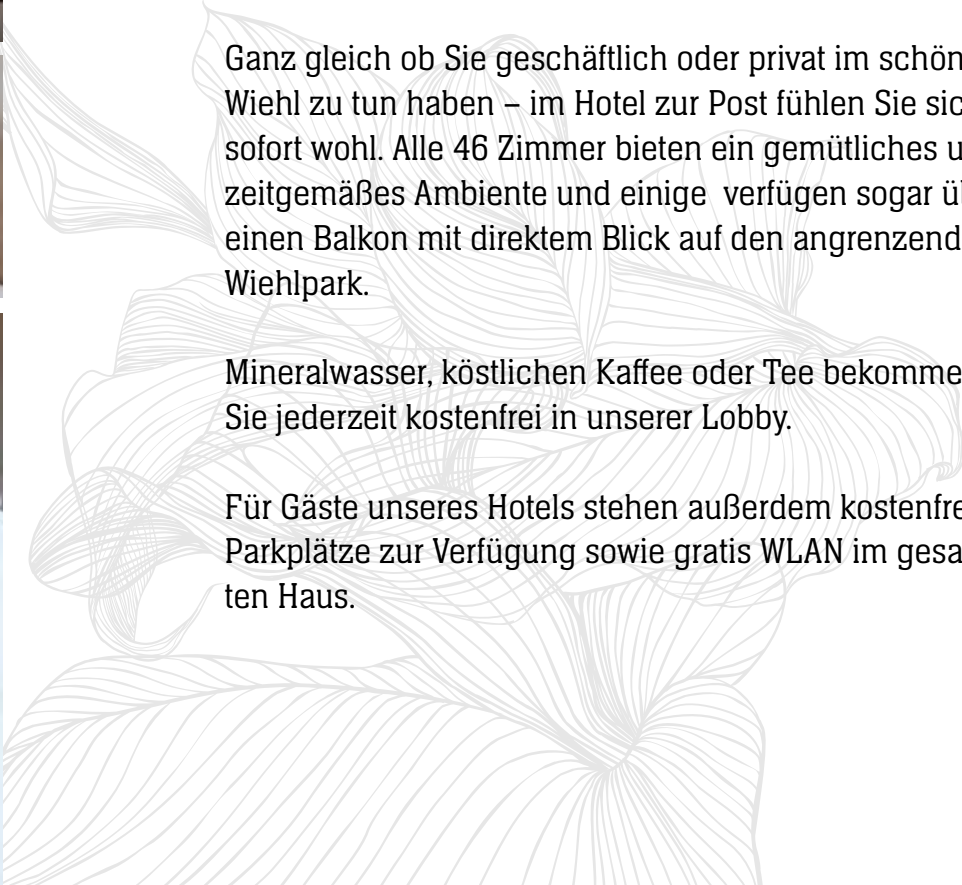 Ganz gleich ob Sie geschäftlich oder privat im schön
Wiehl zu tun haben – im Hotel zur Post fühlen Sie sic
sofort wohl. Alle 46 Zimmer bieten ein gemütliches u
zeitgemäßes Ambiente und einige  verfügen sogar üb
einen Balkon mit direktem Blick auf den angrenzend
Wiehlpark.
Mineralwasser, köstlichen Kaffee oder Tee bekomme
Sie jederzeit kostenfrei in unserer Lobby.
Für Gäste unseres Hotels stehen außerdem kostenfre
Parkplätze zur Verfügung sowie gratis WLAN im gesa
ten Haus.